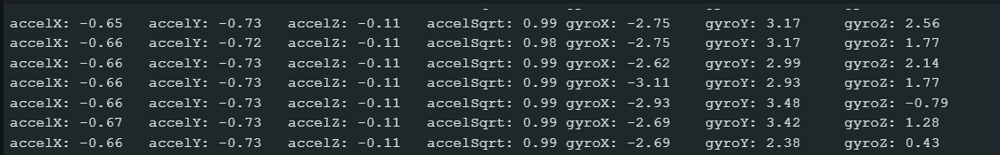 accelX: -0.65 accelY: -0.73 accelZ: -0.11 accelSqrt: 0.99 gyroX: -2.75 gyroY: 3.17 gyroZ: 2.56
accelX: -0.66 accelY: -0.72 accelZ: -0.11 accelSqrt: 0.98 gyroX: -2.75 gyroY: 3.17 gyroZ: 1.77
accelX: -0.66 accelY: -0.73 accelZ: -0.11 accelSqrt: 0.99 gyroX: -2.62 gyroY: 2.99 gyroZ: 2.14
accelX: -0.66 accelY: -0.73 accelZ: -0.11 accelSqrt: 0.99 gyroX: -3.11 gyroY: 2.93 gyroZ: 1.77
accelX: -0.66 accelY: -0.73 accelZ: -0.11 accelSqrt: 0.99 gyroX: -2.93 gyroY: 3.48 gyroZ: -0.79
accelX: -0.67 accelY: -0.73 accelZ: -0.11 accelSqrt: 0.99 gyroX: -2.69 gyroY: 3.42 gyroZ: 1.28
accelX: -0.66 accelY: -0.73 accelZ: -0.11 accelSqrt: 0.99 gyroX: -2.69 gyroY: 2.38 gyroZ: 0.43